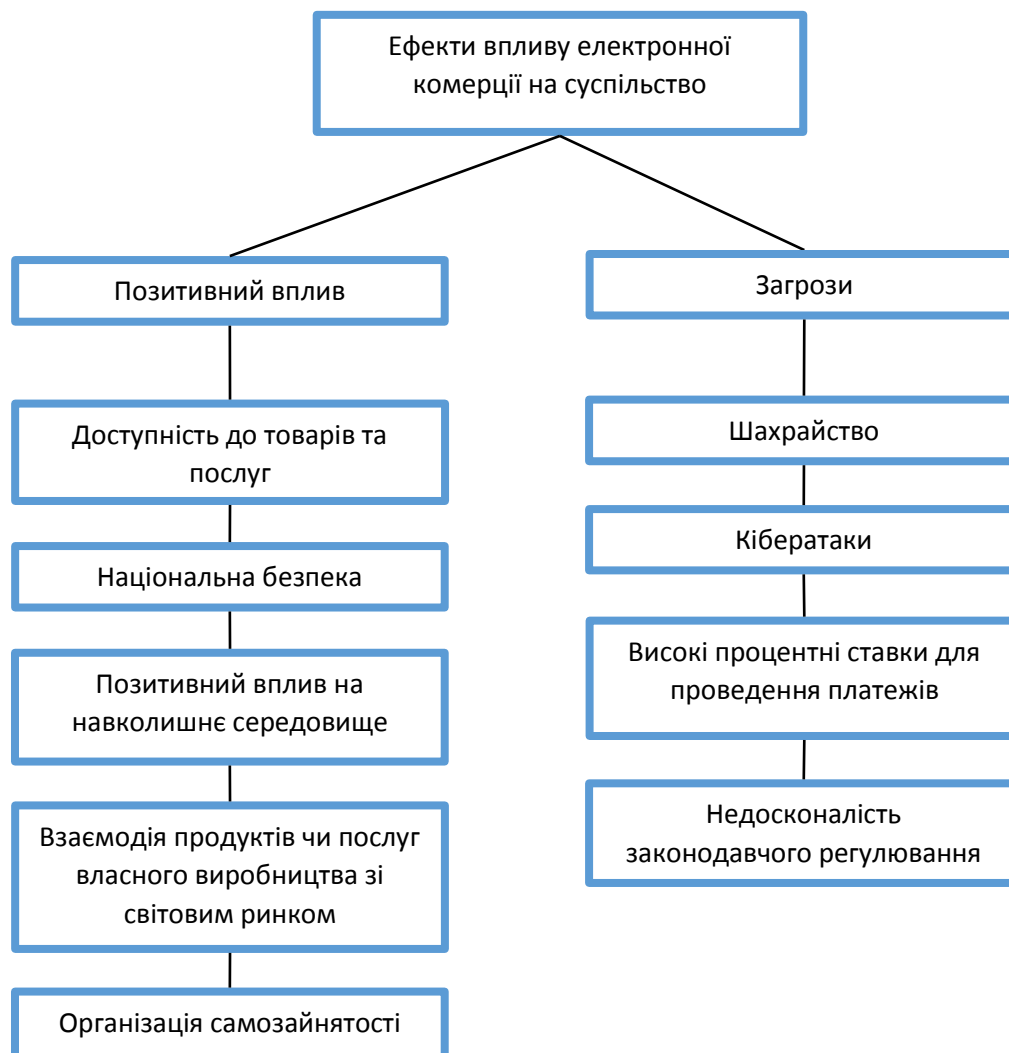 Ефекти впливу електронної
комерції на суспільство
Позитивний вплив
Доступність до товарів та
послуг
Національна безпека
Позитивний вплив на
навколишнє середовище
Взаємодія продуктів чи послуг
власного виробництва зі
світовим ринком
Організація самозайнятості
Загрози
Шахрайство
Кібератаки
Високі процентні ставки для
проведення платежів
Недосконалість
законодавчого регулювання